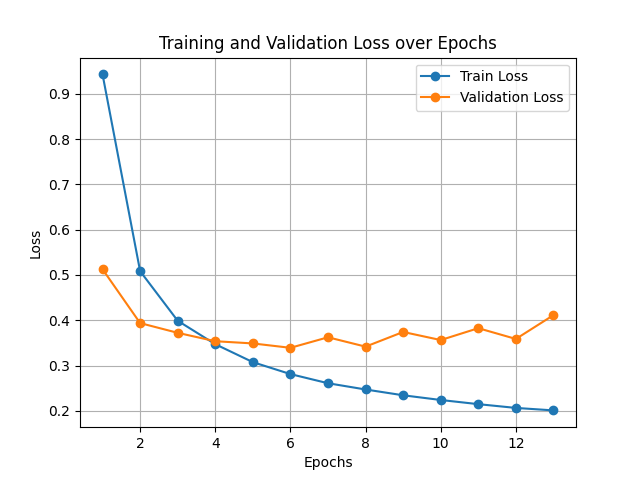 Training and Validation Loss over Epochs
Train Loss
Validation Loss
Loss
0.9
0.8
0.7
0.6
0.5
0.4
0.3
0.2
2 4 6 8 10 12
Epochs